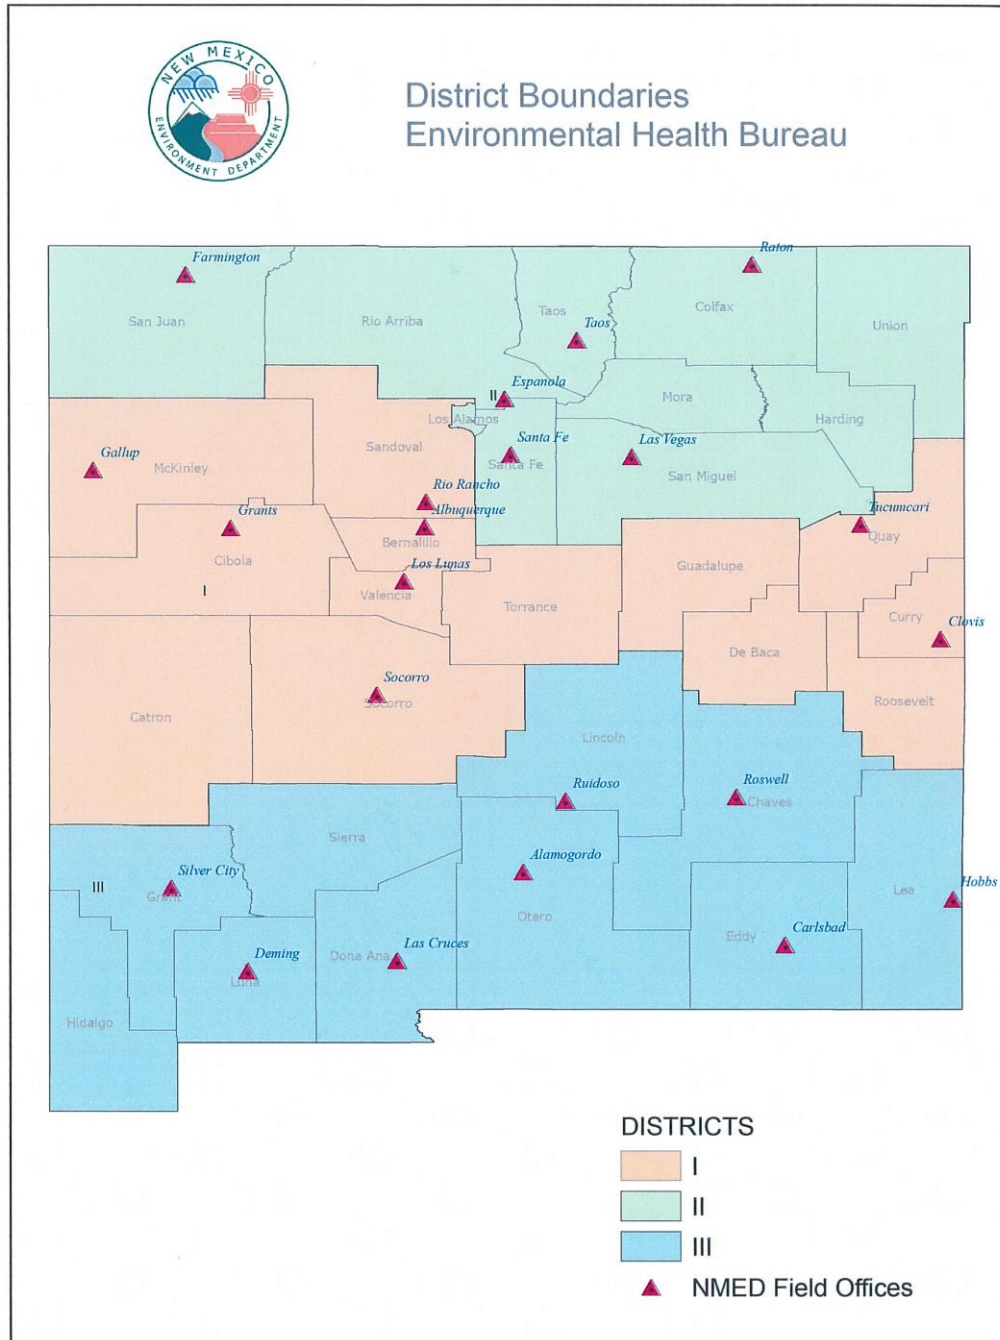 NEW MEXICO
ENVIRONMENT DEPARTMENT
District Boundaries
Environmental Health Bureau
Farmington
Raton
San Juan
Rio Arriba
Taos
Colfax
Union
Taos
Espanola
II
Mora
Los Alamos
Harding
Gallup
McKinley
Sandoval
Santa Fe
Santa Fe
Las Vegas
San Miguel
Rio Rancho
Grants
Albuquerque
Tucumcari
Bernalillo
Quay
Cibola
Los Lunas
Guadalupe
I
Valencia
Torrance
Curry
Clovis
De Baca
Socorro
Socorro
Catron
Roosevelt
Lincoln
Ruidoso
Roswell
Chaves
Sierra
Alamogordo
Silver City
III
Grant
Lea
Hobbs
Otero
Eddy
Carlsbad
Las Cruces
Dona Ana
Deming
Luna
Hidalgo
DISTRICTS
I
II
III
NMED Field Offices